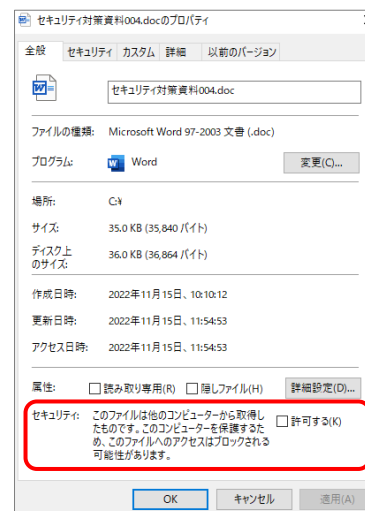 セキュリティ対策資料004.docのプロパティ
全般 セキュリティ カスタム 詳細 以前のバージョン
セキュリティ対策資料004.doc
ファイルの種類: Microsoft Word 97-2003 文書 (.doc)
プログラム: Word 変更(C)...
場所: C:¥
サイズ: 35.0 KB (35,840 バイト)
ディスク上
のサイズ: 36.0 KB (36,864 バイト)
作成日時: 2022年11月15日、10:10:12
更新日時: 2022年11月15日、11:54:53
アクセス日時: 2022年11月15日、11:54:53
属性: 読み取り専用(R) 隠しファイル(H) 詳細設定(D)...
セキュリティ: このファイルは他のコンピューターから取得し
たものです。このコンピューターを保護するた
め、このファイルへのアクセスはブロックされる
可能性があります。
許可する(K)
OK キャンセル 適用(A)